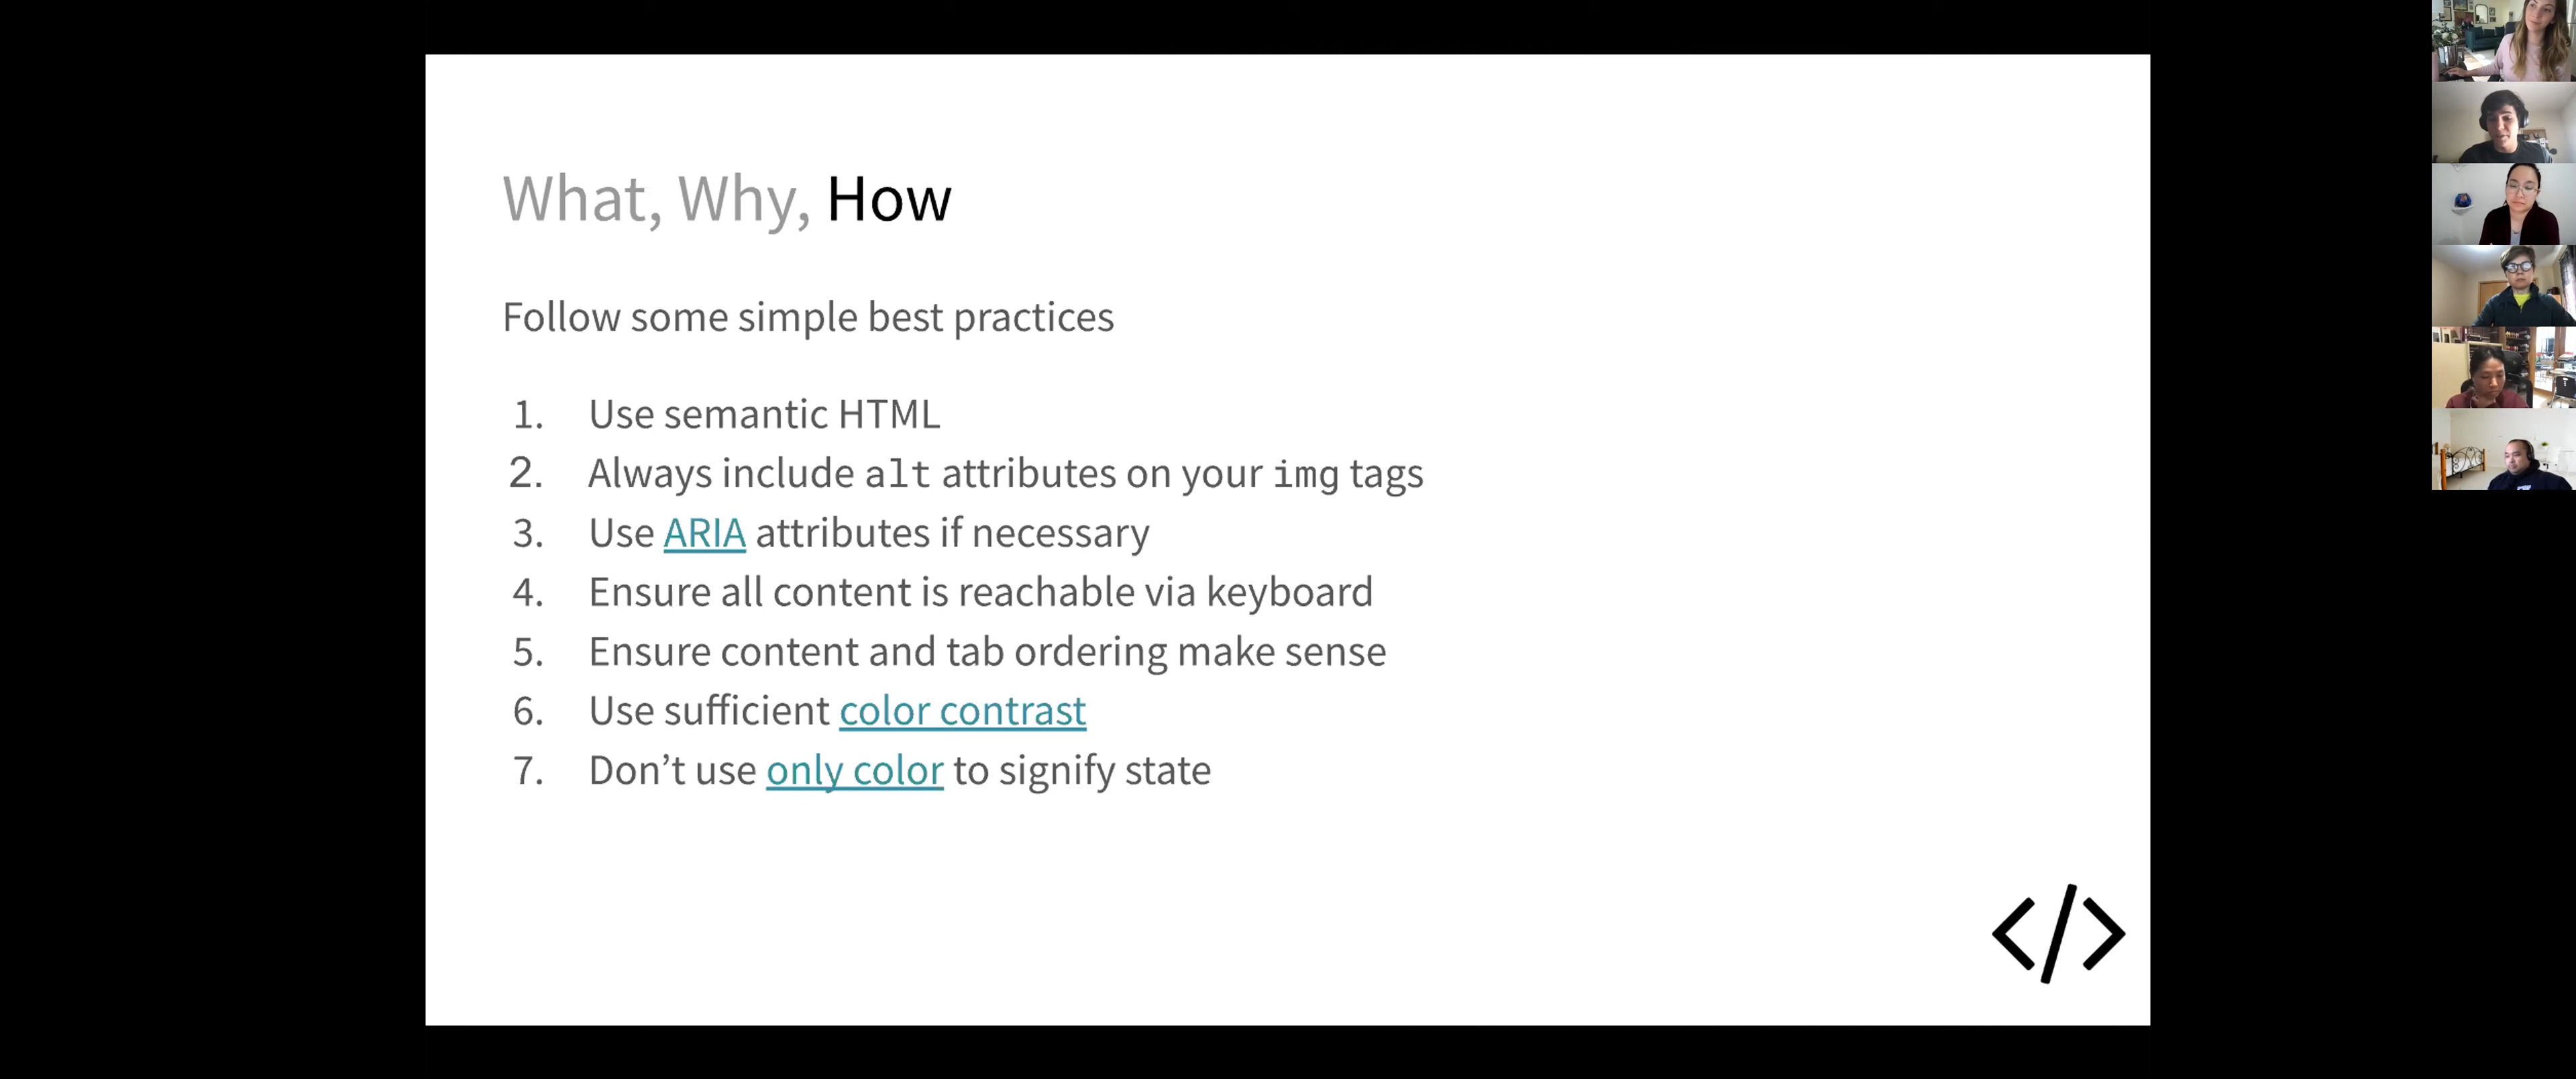 What, Why, How
Follow some simple best practices
1. Use semantic HTML
2. Always include alt attributes on your img tags
3. Use ARIA attributes if necessary
4. Ensure all content is reachable via keyboard
5. Ensure content and tab ordering make sense
6. Use sufficient color contrast
7. Don’t use only color to signify state
</>